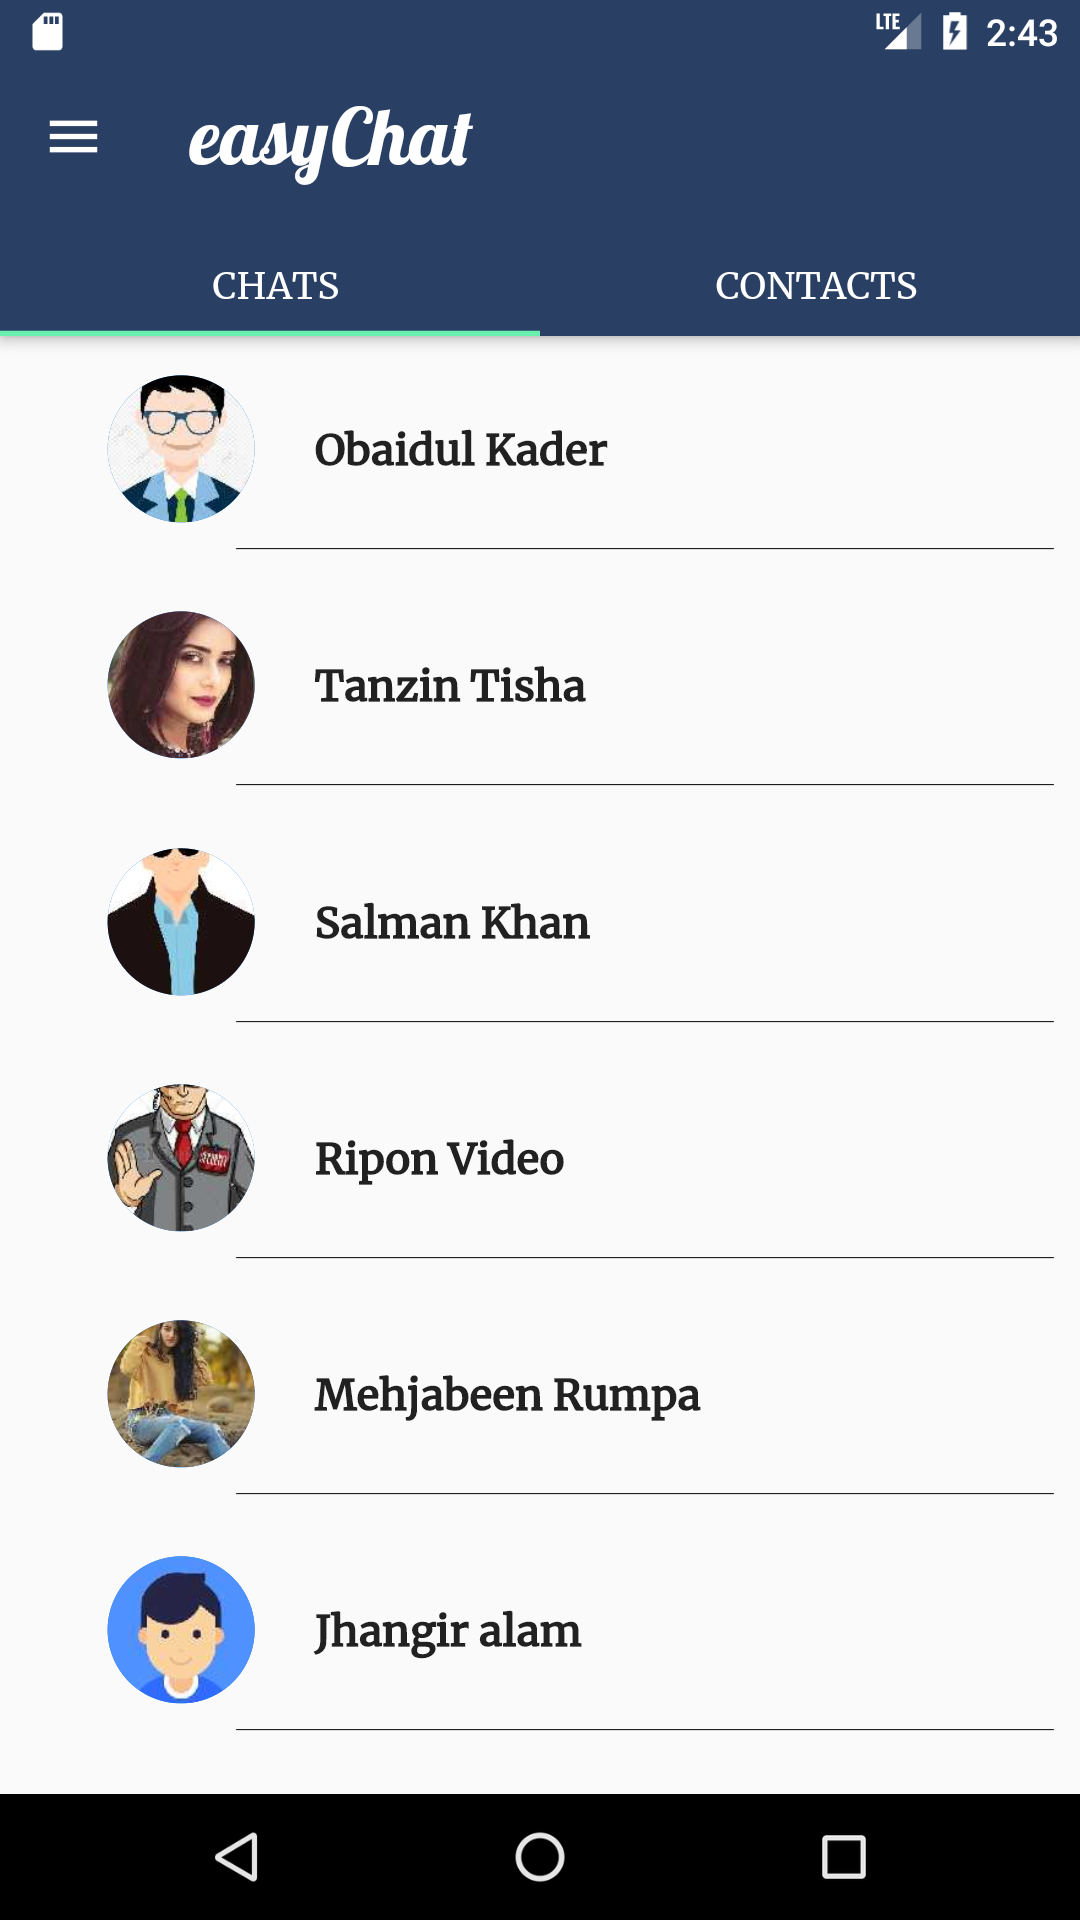 LTE 2:43
easyChat
CHATS CONTACTS
Obaidul Kader
Tanzin Tisha
Salman Khan
Ripon Video
Mehjabeen Rumpa
Jhangir alam